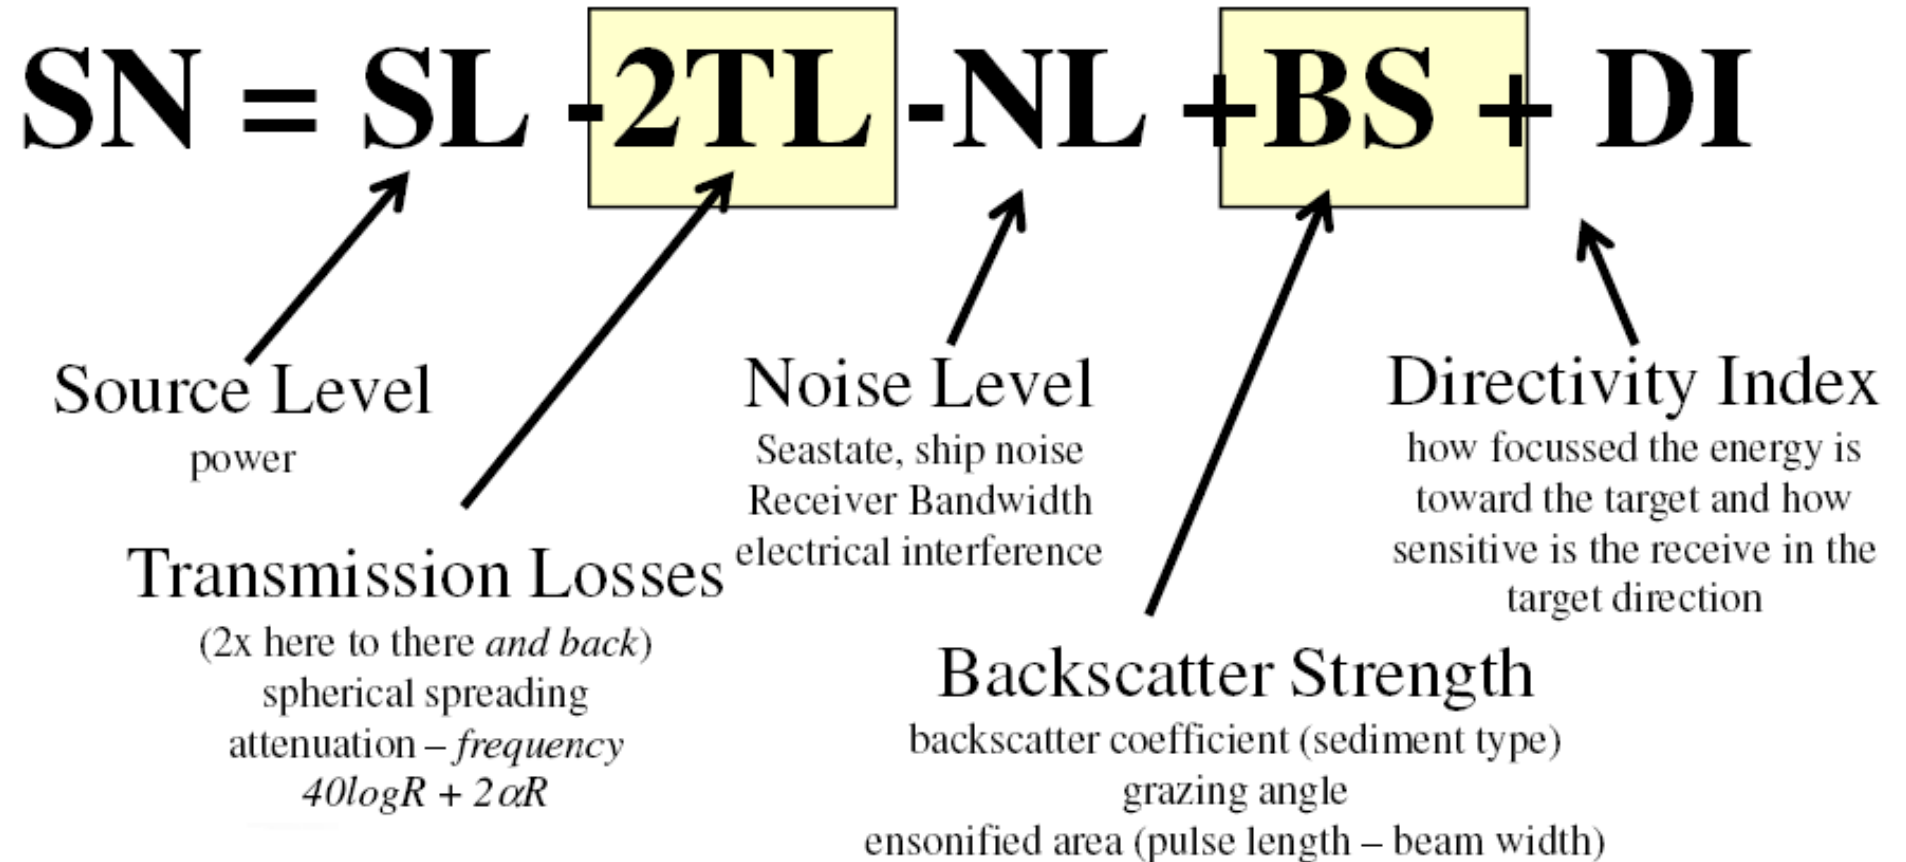 SN = SL -2TL -NL +BS + DI
Source Level
power
Transmission Losses
(2x here to there and back)
spherical spreading
attenuation – frequency
40logR + 2αR
Noise Level
Seastate, ship noise
Receiver Bandwidth
electrical interference
Backscatter Strength
backscatter coefficient (sediment type)
grazing angle
ensonified area (pulse length – beam width)
Directivity Index
how focussed the energy is
toward the target and how
sensitive is the receive in the
target direction